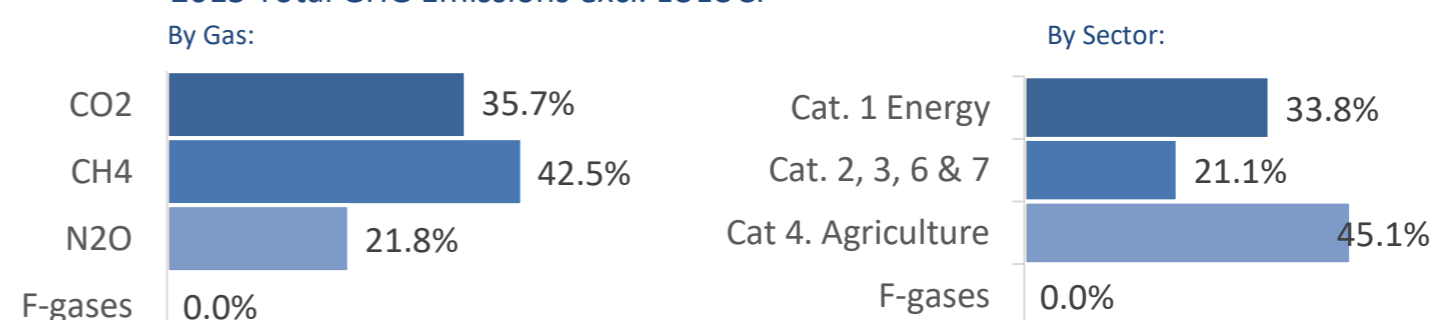 By Gas:
CO2 35.7%
CH4 42.5%
N2O 21.8%
F-gases 0.0%
By Sector:
Cat. 1 Energy 33.8%
Cat. 2, 3, 6 & 7 21.1%
Cat 4. Agriculture 45.1%
F-gases 0.0%